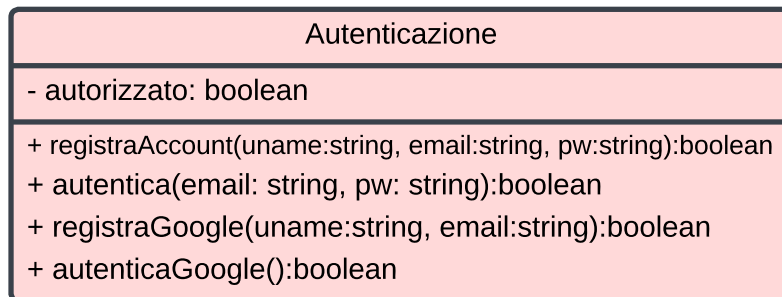 Autenticazione
- autorizzato: boolean
+ registraAccount(uname:string, email:string, pw:string):boolean
+ autentica(email: string, pw: string):boolean
+ registraGoogle(uname:string, email:string):boolean
+ autenticaGoogle():boolean